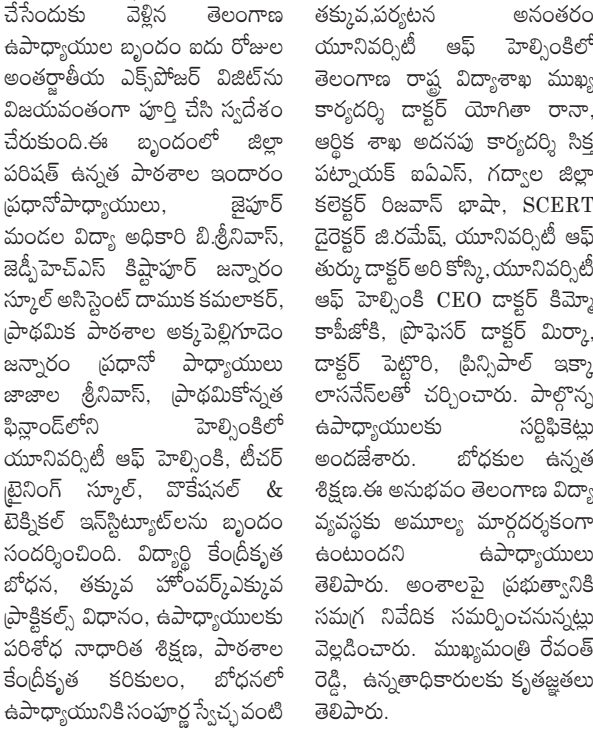 చేసేందుకు వెళ్లిన తెలంగాణ
ఉపాధ్యాయుల బృందం ఐదు రోజుల
అంతర్జాతీయ ఎక్స్‌పోజర్ విజిట్‌ను
విజయవంతంగా పూర్తి చేసి స్వదేశం
చేరుకుంది.ఈ బృందంలో జిల్లా
పరిషత్ ఉన్నత పాఠశాల ఇందారం
ప్రధానోపాధ్యాయులు, జైపూర్
మండల విద్యా అధికారి బి.శ్రీనివాస్,
జెడ్పీహెచ్ఎస్ కిష్టాపూర్ జన్నారం
స్కూల్ అసిస్టెంట్ దాముక కమలాకర్,
ప్రాథమిక పాఠశాల అక్కపెల్లిగూడెం
జన్నారం ప్రధానో పాధ్యాయులు
జాజాల శ్రీనివాస్, ప్రాథమికోన్నత
ఫిన్లాండ్‌లోని హెల్సింకిలో
యూనివర్సిటీ ఆఫ్ హెల్సింకి, టీచర్
ట్రైనింగ్ స్కూల్, వొకేషనల్ &
టెక్నికల్ ఇన్‌స్టిట్యూట్‌లను బృందం
సందర్శించింది. విద్యార్థి కేంద్రీకృత
బోధన, తక్కువ హోంవర్క్ఎక్కువ
ప్రాక్టికల్స్ విధానం, ఉపాధ్యాయులకు
పరిశోధ నాధారిత శిక్షణ, పాఠశాల
కేంద్రీకృత కరికులం, బోధనలో
ఉపాధ్యాయునికి సంపూర్ణ స్వేచ్ఛ వంటి
తక్కువ,పర్యటన అనంతరం
యూనివర్సిటీ ఆఫ్ హెల్సింకిలో
తెలంగాణ రాష్ట్ర విద్యాశాఖ ముఖ్య
కార్యదర్శి డాక్టర్ యోగితా రానా,
ఆర్థిక శాఖ అదనపు కార్యదర్శి సిక్త
పట్నాయక్ ఐఏఎస్, గద్వాల జిల్లా
కలెక్టర్ రిజవాన్ భాషా, SCERT
డైరెక్టర్ జి.రమేష్, యూనివర్సిటీ ఆఫ్
తుర్కు డాక్టర్ అరి కోస్కి, యూనివర్సిటీ
ఆఫ్ హెల్సింకి CEO డాక్టర్ కిమ్మో
కాపీజోకి, ప్రొఫెసర్ డాక్టర్ మిర్కా,
డాక్టర్ పెట్టెరి, ప్రిన్సిపాల్ ఇక్కా
లాసనేన్‌లతో చర్చించారు. పాల్గొన్న
ఉపాధ్యాయులకు సర్టిఫికెట్లు
అందజేశారు. బోధకుల ఉన్నత
శిక్షణ.ఈ అనుభవం తెలంగాణ విద్యా
వ్యవస్థకు అమూల్య మార్గదర్శకంగా
ఉంటుందని ఉపాధ్యాయులు
తెలిపారు. అంశాలపై ప్రభుత్వానికి
సమగ్ర నివేదిక సమర్పించనున్నట్లు
వెల్లడించారు. ముఖ్యమంత్రి రేవంత్
రెడ్డి, ఉన్నతాధికారులకు కృతజ్ఞతలు
తెలిపారు.